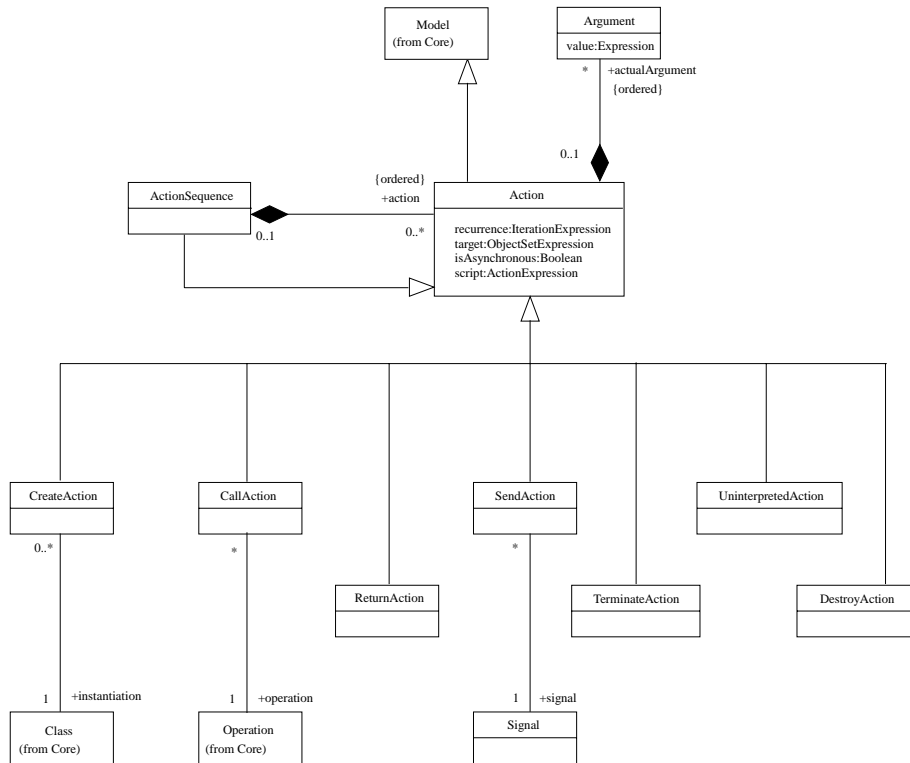 Model
(from Core)
Argument
value:Expression
*
+actualArgument
{ordered}
0..1
ActionSequence
{ordered}
+action
0..1
0..*
Action
recurrence:IterationExpression
target:ObjectSetExpression
isAsynchronous:Boolean
script:ActionExpression
CreateAction
CallAction
SendAction
UninterpretedAction
0..*
*
*
ReturnAction
TerminateAction
DestroyAction
1
+instantiation
1
+operation
1
+signal
Class
(from Core)
Operation
(from Core)
Signal